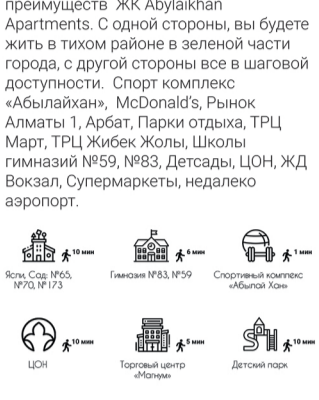 преимуществ ЖК Abylaikhan
Apartments. С одной стороны, вы будете
жить в тихом районе в зеленой части
города, с другой стороны все в шаговой
доступности. Спорт комплекс
«Абылайхан», McDonald’s, Рынок
Алматы 1, Арбат, Парки отдыха, ТРЦ
Март, ТРЦ Жибек Жолы, Школы
гимназий №59, №83, Детсады, ЦОН, ЖД
Вокзал, Супермаркеты, недалеко
аэропорт.
10 мин
6 мин
1 мин
Ясли, Сад: №65,
№70, №173
Гимназия №83, №59
Спортивный комплекс
«Абылай Хан»
10 мин
5 мин
10 мин
ЦОН
Торговый центр
«Магнум»
Детский парк